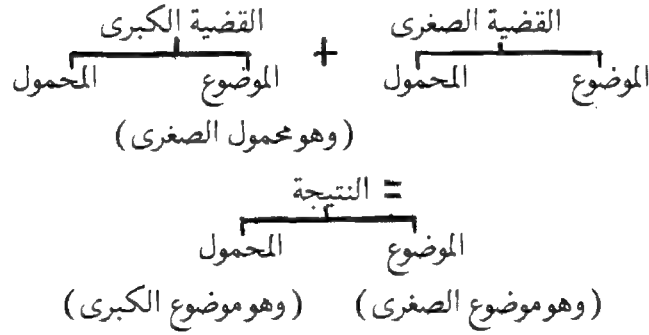 القضية الصغرى + القضية الكبرى
الموضوع المحمول الموضوع المحمول
(وهو محمول الصغرى)
= النتيجة
الموضوع المحمول
(وهو موضوع الصغرى) (وهو موضوع الكبرى)